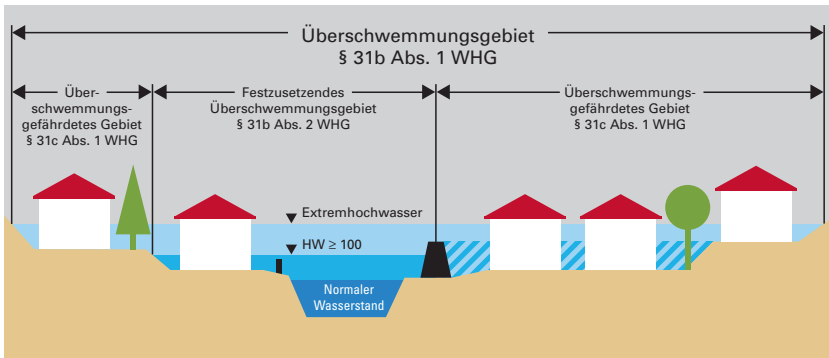 Überschwemmungsgebiet
§ 31b Abs. 1 WHG
Über-
schwemmungs-
gefährdetes Gebiet
§ 31c Abs. 1 WHG
Festzusetzendes
Überschwemmungsgebiet
§ 31b Abs. 2 WHG
Überschwemmungs-
gefährdetes Gebiet
§ 31c Abs. 1 WHG
Extremhochwasser
HW ≥ 100
Normaler
Wasserstand